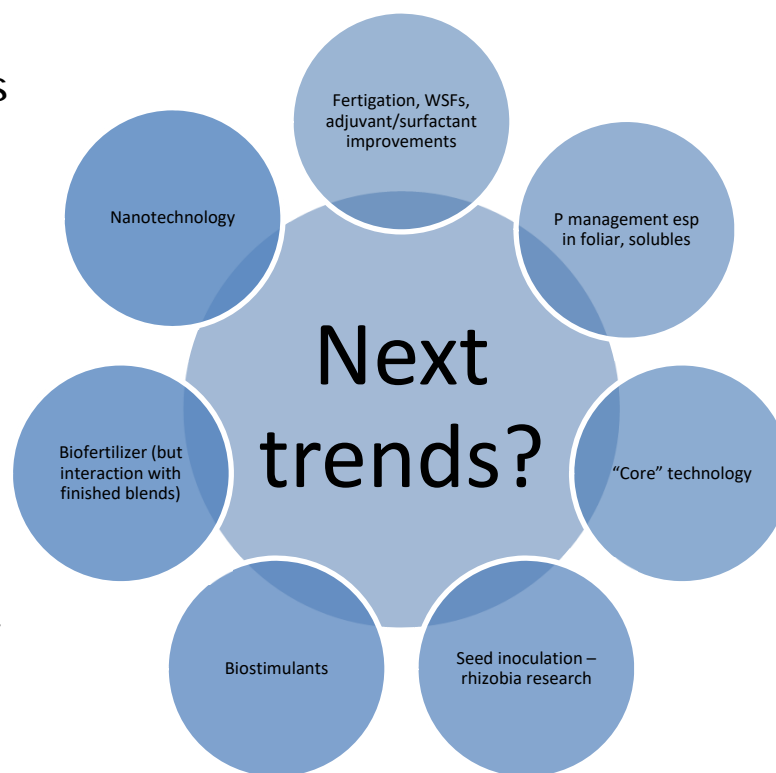 s
Fertigation, WSFs,
adjuvant/surfactant
improvements
Nanotechnology
P management esp
in foliar, solubles
Next
trends?
Biofertilizer (but
interaction with
finished blends)
“Core” technology
Biostimulants
Seed inoculation –
rhizobia research